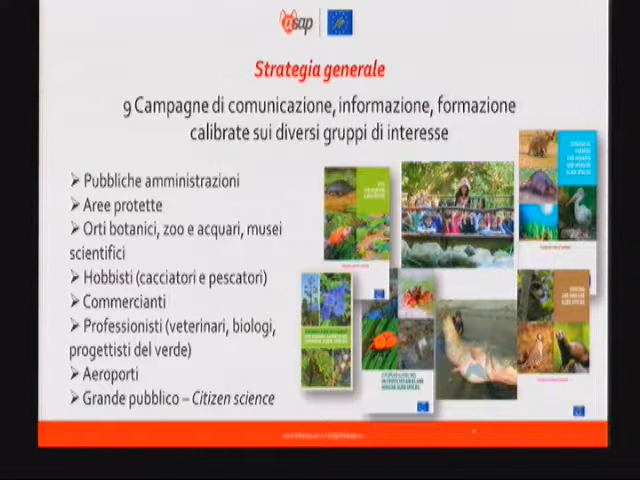 asap
Strategia generale
9 Campagne di comunicazione, informazione, formazione
calibrate sui diversi gruppi di interesse
➢ Pubbliche amministrazioni
➢ Aree protette
➢ Orti botanici, zoo e acquari, musei
scientifici
➢ Hobbisti (cacciatori e pescatori)
➢ Commercianti
➢ Professionisti (veterinari, biologi,
progettisti del verde)
➢ Aeroporti
➢ Grande pubblico – Citizen science